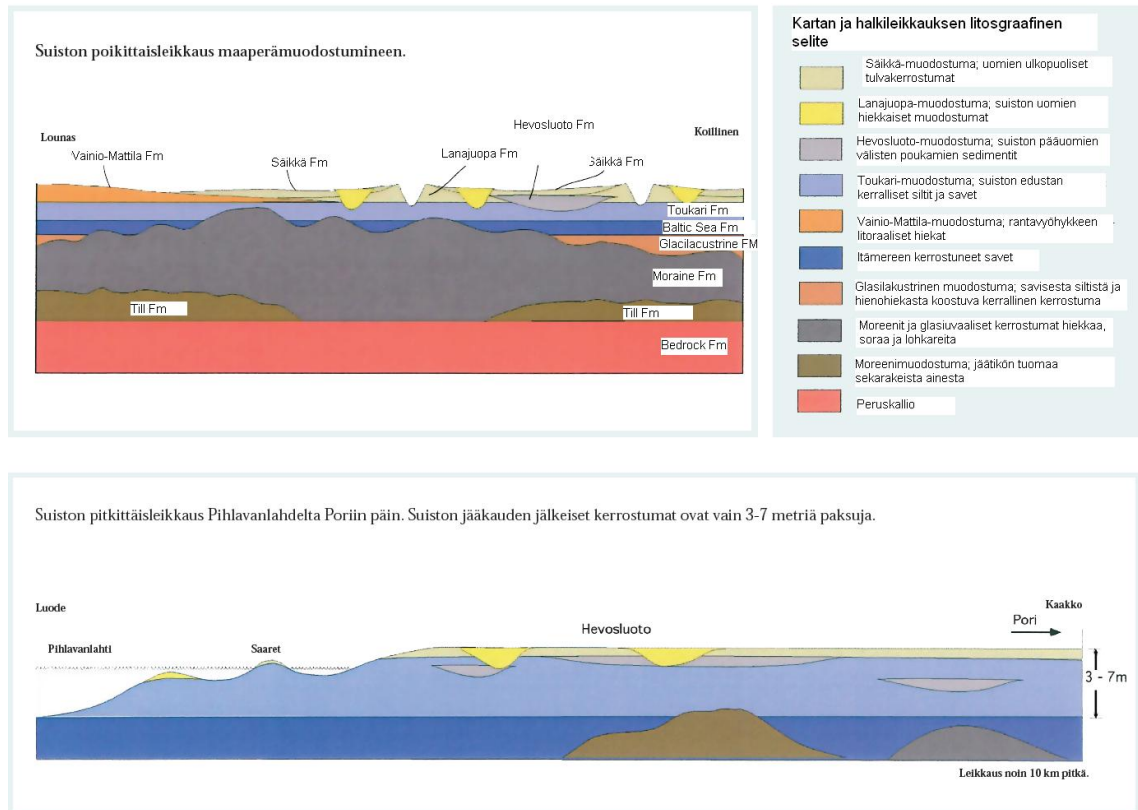 Suiston poikittaisleikkaus maaperämuodostumineen.
Lounas
Koillinen
Hevosluoto Fm
Vainio-Mattila Fm
Säikkä Fm
Lanajuopa Fm
Säikkä Fm
Toukari Fm
Baltic Sea Fm
Glacilacustrine FM
Moraine Fm
Till Fm
Till Fm
Bedrock Fm
Kartan ja halkileikkauksen litosgraafinen
selite
Säikkä-muodostuma; uomien ulkopuoliset
tulvakerrostumat
Lanajuopa-muodostuma; suiston uomien
hiekkaiset muodostumat
Hevosluoto-muodostuma; suiston pääuomien
välisten poukamien sedimentit
Toukari-muodostuma; suiston edustan
kerralliset siltit ja savet
Vainio-Mattila-muodostuma; rantavyöhykkeen
litoraaliset hiekat
Itämereen kerrostuneet savet
Glasilakustrinen muodostuma; savisesta siltistä ja
hienohiekasta koostuva kerrallinen kerrostuma
Moreenit ja glasiuvaaliset kerrostumat hiekkaa,
soraa ja lohkareita
Moreenimuodostuma; jäätikön tuomaa
sekarakeista ainesta
Peruskallio
Suiston pitkittäisleikkaus Pihlavanlahdelta Poriin päin. Suiston jääkauden jälkeiset kerrostumat ovat vain 3-7 metriä paksuja.
Luode
Kaakko
Pihlavanlahti
Saaret
Hevosluoto
Pori
3 - 7m
Leikkaus noin 10 km pitkä.